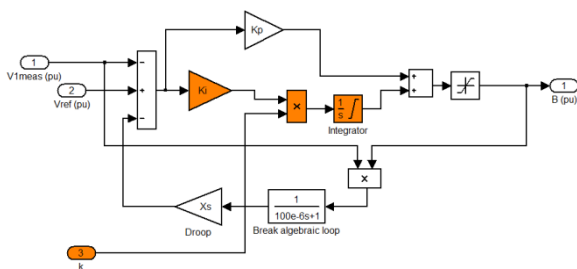 Kp
1
V1meas (pu)
2
Vref (pu)
−
+
−
Ki
×
1
s
Integrator
+
+
1
B (pu)
×
Xs
Droop
1
100e-6s+1
Break algebraic loop
3
k